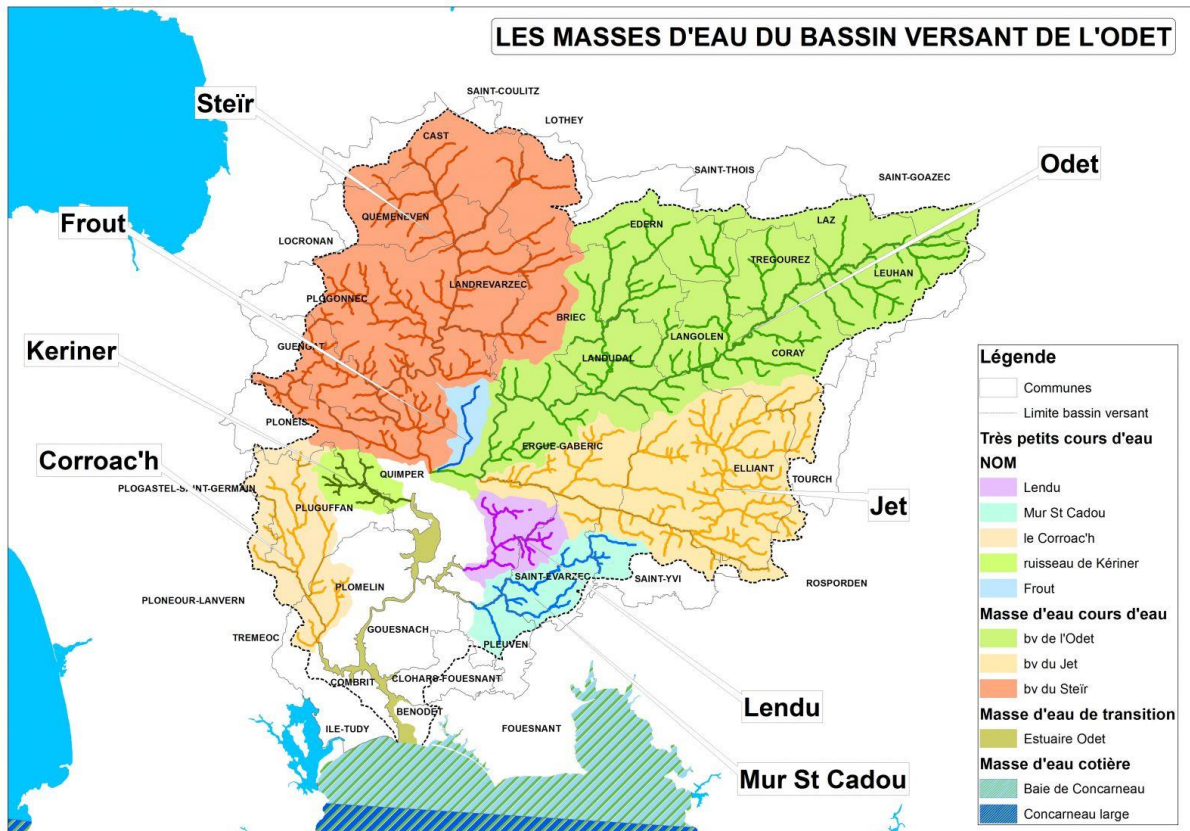 LES MASSES D'EAU DU BASSIN VERSANT DE L'ODET
SAINT-COULITZ
Steïr
LOTHEY
CAST
SAINT-THOIS
Odet
SAINT-GOAZEC
QUEMENEVEN
EDERN
LAZ
Frout
LOCRONAN
TREGOUREZ
LEUHAN
LANDREVARZEC
PLOGONNEC
BRIEC
LANGOLEN
GUENGAT
LANDUDAL
CORAY
Keriner
PLONEIS
ERGUE-GABERIC
Corroac'h
QUIMPER
ELLIANT
TOURCH
PLOGASTEL-SAINT-GERMAIN
PLUGUFFAN
Jet
SAINT-EVARZEC
SAINT-YVI
ROSPORDEN
PLOMELIN
PLONEOUR-LANVERN
GOUESNACH
TREMEOC
PLEUVEN
COMBRIT
CLOHARS-FOUESNANT
Lendu
BENODET
ILE-TUDY
FOUESNANT
Mur St Cadou
Légende
Communes
Limite bassin versant
Très petits cours d'eau
NOM
Lendu
Mur St Cadou
le Corroac'h
ruisseau de Kériner
Frout
Masse d'eau cours d'eau
bv de l'Odet
bv du Jet
bv du Steïr
Masse d'eau de transition
Estuaire Odet
Masse d'eau cotière
Baie de Concarneau
Concarneau large